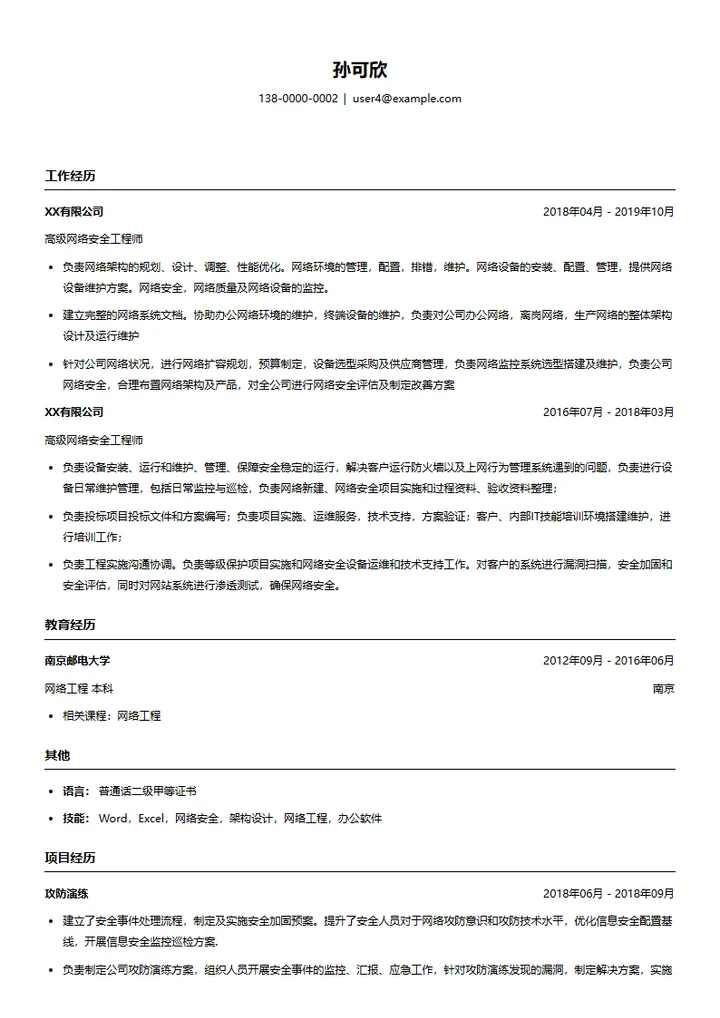 孙可欣
138-0000-0002 | user4@example.com
工作经历
XX有限公司 2018年04月 - 2019年10月
高级网络安全工程师
• 负责网络架构的规划、设计、调整、性能优化。网络环境的管理，配置，排错，维护。网络设备的安装、配置、管理，提供网络
设备维护方案。网络安全，网络质量及网络设备的监控。
• 建立完整的网络系统文档。协助办公网络环境的维护，终端设备的维护，负责对公司办公网络，离岗网络，生产网络的整体架构
设计及运行维护
• 针对公司网络状况，进行网络扩容规划，预算制定，设备选型采购及供应商管理，负责网络监控系统选型搭建及维护，负责公司
网络安全，合理布置网络架构及产品，对全公司进行网络安全评估及制定改善方案
XX有限公司 2016年07月 - 2018年03月
高级网络安全工程师
• 负责设备安装、运行和维护、管理、保障安全稳定的运行，解决客户运行防火墙以及上网行为管理系统遇到的问题，负责进行设
备日常维护管理，包括日常监控与巡检，负责网络新建、网络安全项目实施和过程资料、验收资料整理；
• 负责投标项目投标文件和方案编写；负责项目实施、运维服务，技术支持，方案验证；客户、内部IT技能培训环境搭建维护，进
行培训工作；
• 负责工程实施沟通协调。负责等级保护项目实施和网络安全设备运维和技术支持工作。对客户的系统进行漏洞扫描，安全加固和
安全评估，同时对网站系统进行渗透测试，确保网络安全。
教育经历
南京邮电大学 2012年09月 - 2016年06月
网络工程 本科 南京
• 相关课程：网络工程
其他
• 语言： 普通话二级甲等证书
• 技能： Word，Excel，网络安全，架构设计，网络工程，办公软件
项目经历
攻防演练 2018年06月 - 2018年09月
• 建立了安全事件处理流程，制定及实施安全加固预案。提升了安全人员对于网络攻防意识和攻防技术水平，优化信息安全配置基
线，开展信息安全监控巡检方案.
• 负责制定公司攻防演练方案，组织人员开展安全事件的监控、汇报、应急工作，针对攻防演练发现的漏洞，制定解决方案，实施